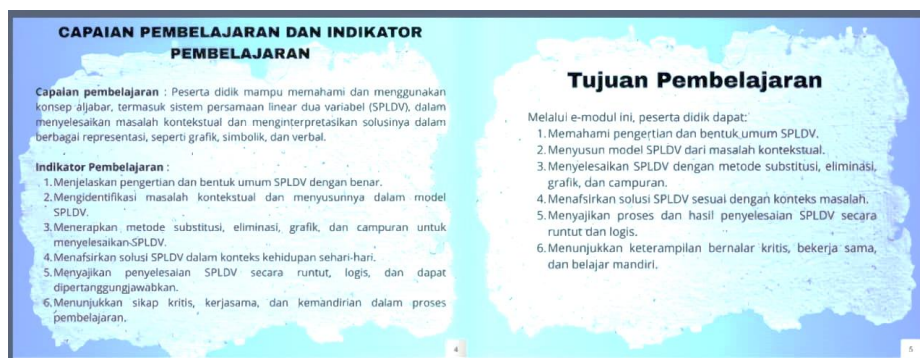 CAPAIAN PEMBELAJARAN DAN INDIKATOR
PEMBELAJARAN
Capaian pembelajaran : Peserta didik mampu memahami dan menggunakan
konsep aljabar, termasuk sistem persamaan linear dua variabel (SPLDV), dalam
menyelesaikan masalah kontekstual dan menginterpretasikan solusinya dalam
berbagai representasi, seperti grafik, simbolik, dan verbal.
Indikator Pembelajaran :
1. Menjelaskan pengertian dan bentuk umum SPLDV dengan benar.
2. Mengidentifikasi masalah kontekstual dan menyusunnya dalam model
SPLDV.
3. Menerapkan metode substitusi, eliminasi, grafik, dan campuran untuk
menyelesaikan SPLDV.
4. Menafsirkan solusi SPLDV dalam konteks kehidupan sehari-hari.
5. Menyajikan penyelesaian SPLDV secara runtut, logis, dan dapat
dipertanggungjawabkan.
6. Menunjukkan sikap kritis, kerjasama, dan kemandirian dalam proses
pembelajaran.
4
Tujuan Pembelajaran
Melalui e-modul ini, peserta didik dapat:
1. Memahami pengertian dan bentuk umum SPLDV.
2. Menyusun model SPLDV dari masalah kontekstual.
3. Menyelesaikan SPLDV dengan metode substitusi, eliminasi,
grafik, dan campuran.
4. Menafsirkan solusi SPLDV sesuai dengan konteks masalah.
5. Menyajikan proses dan hasil penyelesaian SPLDV secara
runtut dan logis.
6. Menunjukkan keterampilan bernalar kritis, bekerja sama,
dan belajar mandiri.
5